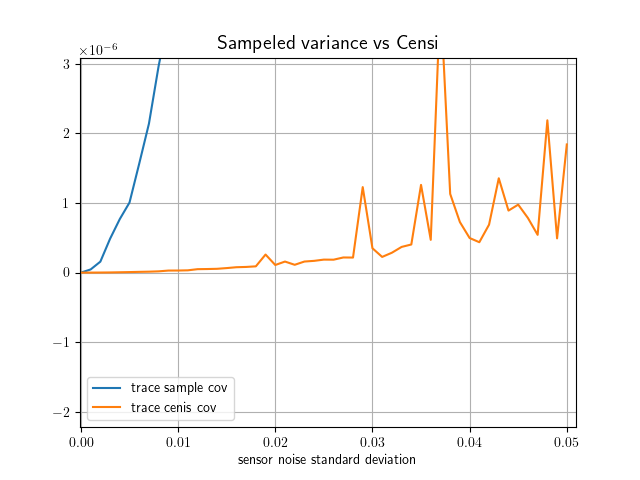 Sampeled variance vs Censi
×10⁻⁶
3
2
1
0
−1
−2
trace sample cov
trace cenis cov
0.00 0.01 0.02 0.03 0.04 0.05
sensor noise standard deviation